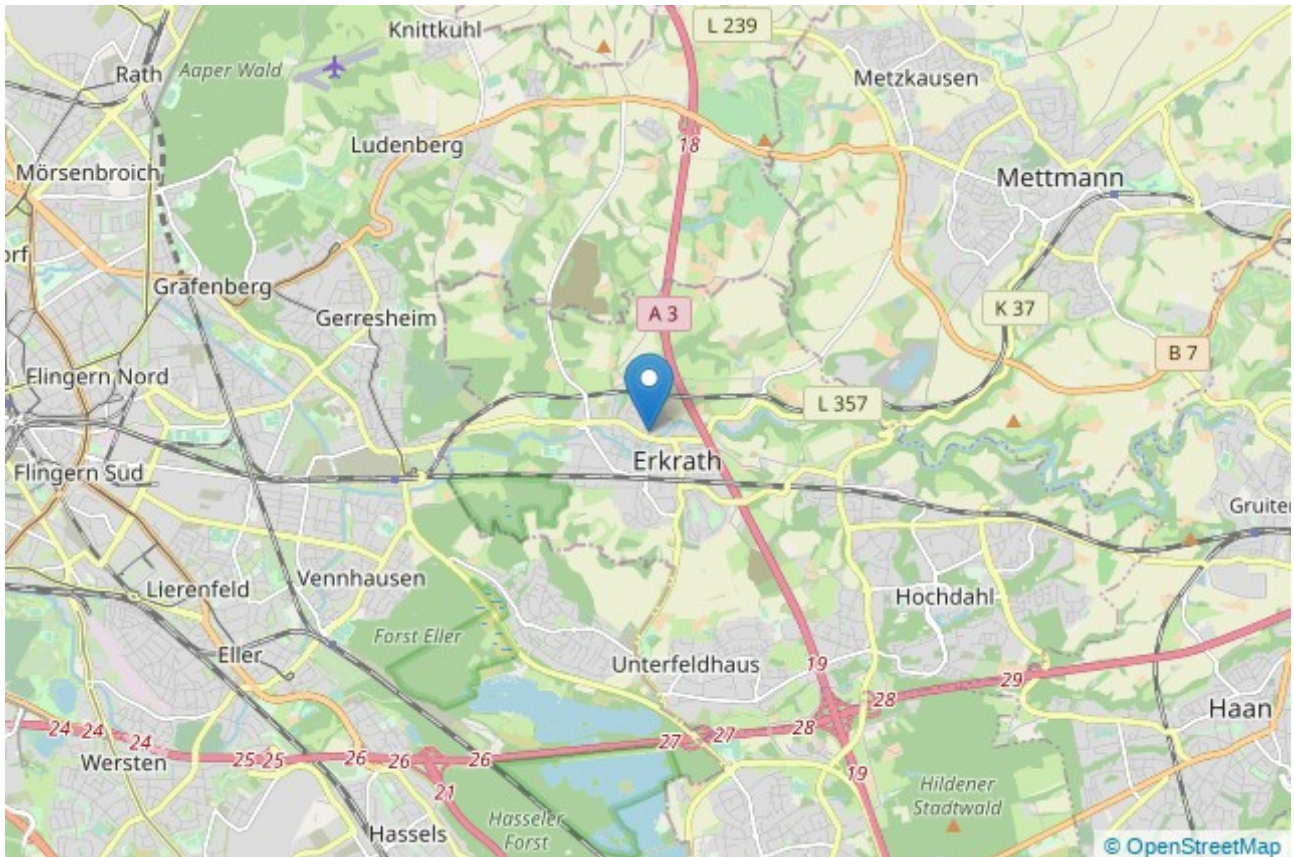 Knittkuhl
L 239
Rath
Aaper Wald
Metzkausen
18
Ludenberg
Mörsenbroich
Mettmann
orf
Grafenberg
K 37
Gerresheim
A 3
B 7
Flingern Nord
L 357
Flingern Süd
Erkrath
Gruiten
Vennhausen
Lierenfeld
Hochdahl
Forst Eller
Eller
Unterfeldhaus
19
29
28
Haan
24
24
24
28
27
27
Wersten
25
25
26
26
26
19
21
Hildener
Stadtwald
Hasseler
Forst
Hassels
© OpenStreetMap